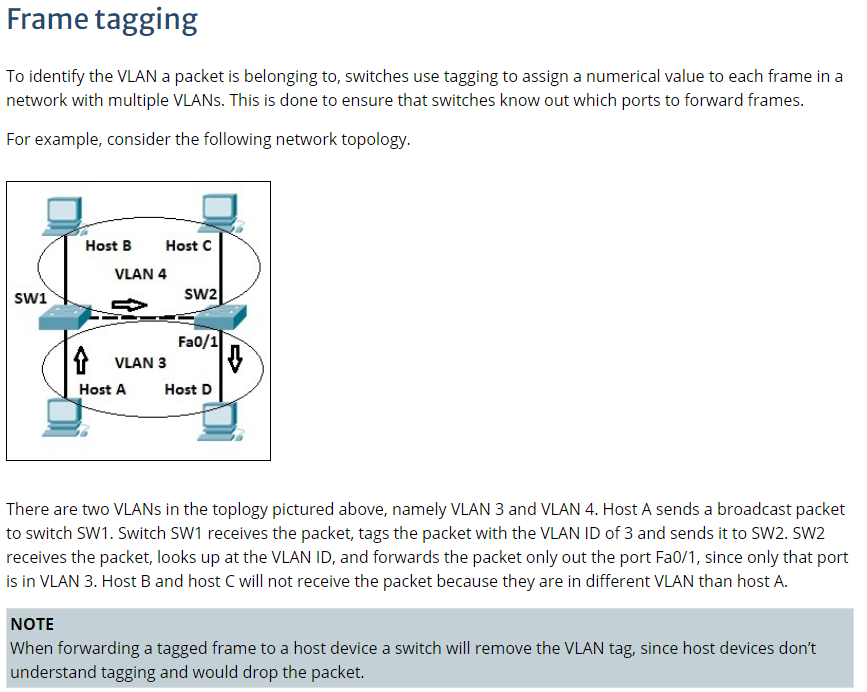 Frame tagging
To identify the VLAN a packet is belonging to, switches use tagging to assign a numerical value to each frame in a
network with multiple VLANs. This is done to ensure that switches know out which ports to forward frames.
For example, consider the following network topology.
Host B Host C
VLAN 4
SW1 SW2
Fa0/1
VLAN 3
Host A Host D
There are two VLANs in the toplogy pictured above, namely VLAN 3 and VLAN 4. Host A sends a broadcast packet
to switch SW1. Switch SW1 receives the packet, tags the packet with the VLAN ID of 3 and sends it to SW2. SW2
receives the packet, looks up at the VLAN ID, and forwards the packet only out the port Fa0/1, since only that port
is in VLAN 3. Host B and host C will not receive the packet because they are in different VLAN than host A.
NOTE
When forwarding a tagged frame to a host device a switch will remove the VLAN tag, since host devices don’t
understand tagging and would drop the packet.